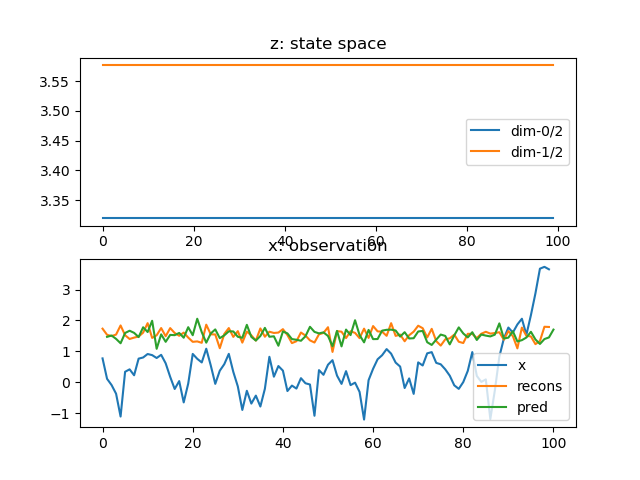 z: state space
3.55
3.50
3.45
3.40
3.35
dim-0/2
dim-1/2
0 20 40 60 80 100
x: observation
3
2
1
0
−1
x
recons
pred
0 20 40 60 80 100